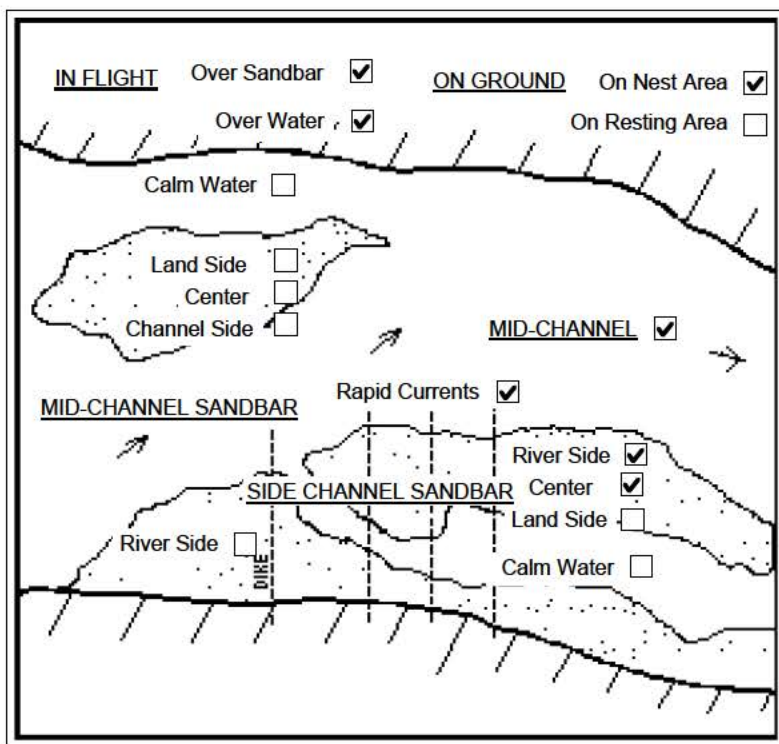 IN FLIGHT Over Sandbar ON GROUND On Nest Area
Over Water On Resting Area
Calm Water
Land Side
Center
Channel Side MID-CHANNEL
Rapid Currents
MID-CHANNEL SANDBAR
River Side
SIDE CHANNEL SANDBAR Center
Land Side
River Side
DIKE
Calm Water